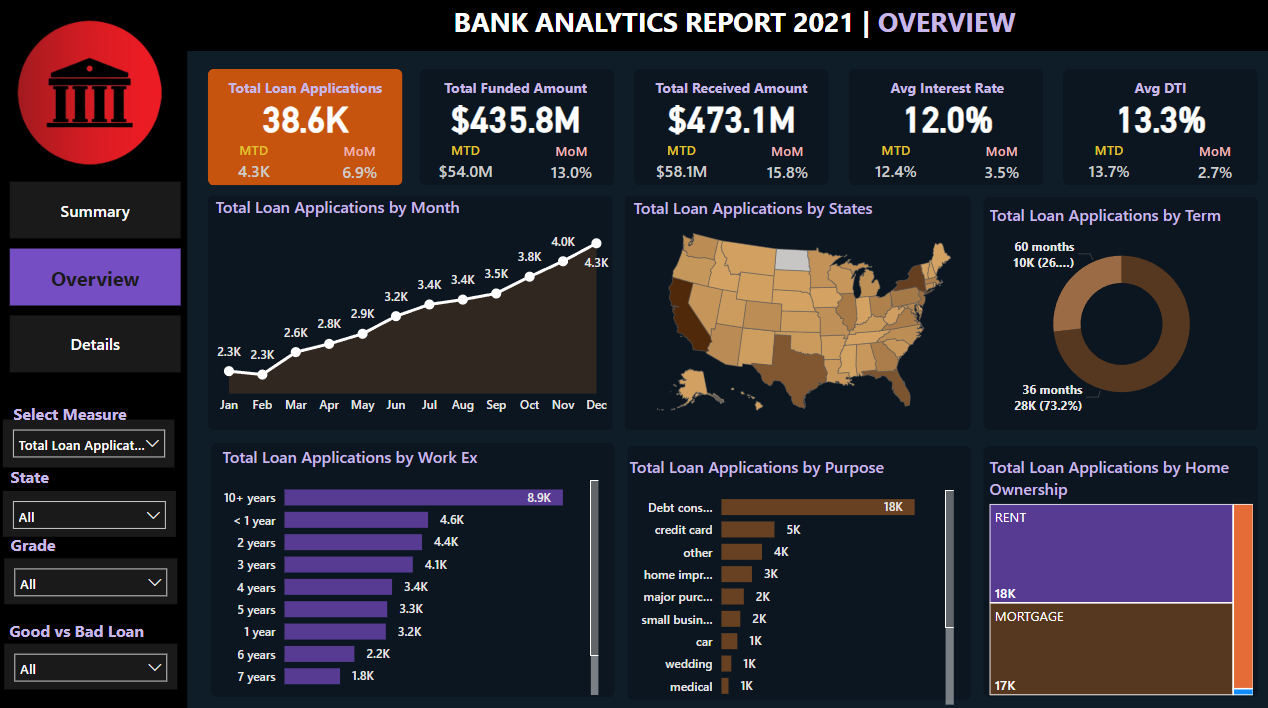 BANK ANALYTICS REPORT 2021 | OVERVIEW
Summary
Overview
Details
Select Measure
Total Loan Applicat...
State
All
Grade
All
Good vs Bad Loan
All
Total Loan Applications
38.6K
MTD MoM
4.3K 6.9%
Total Funded Amount
$435.8M
MTD MoM
$54.0M 13.0%
Total Received Amount
$473.1M
MTD MoM
$58.1M 15.8%
Avg Interest Rate
12.0%
MTD MoM
12.4% 3.5%
Avg DTI
13.3%
MTD MoM
13.7% 2.7%
Total Loan Applications by Month
2.3K 2.3K 2.6K 2.8K 2.9K 3.2K 3.4K 3.4K 3.5K 3.8K 4.0K 4.3K
Jan Feb Mar Apr May Jun Jul Aug Sep Oct Nov Dec
Total Loan Applications by States
Total Loan Applications by Term
60 months
10K (26....)
36 months
28K (73.2%)
Total Loan Applications by Work Ex
10+ years 8.9K
< 1 year 4.6K
2 years 4.4K
3 years 4.1K
4 years 3.4K
5 years 3.3K
1 year 3.2K
6 years 2.2K
7 years 1.8K
Total Loan Applications by Purpose
Debt cons... 18K
credit card 5K
other 4K
home impr... 3K
major purc... 2K
small busin... 2K
car 1K
wedding 1K
medical 1K
Total Loan Applications by Home
Ownership
RENT
18K
MORTGAGE
17K